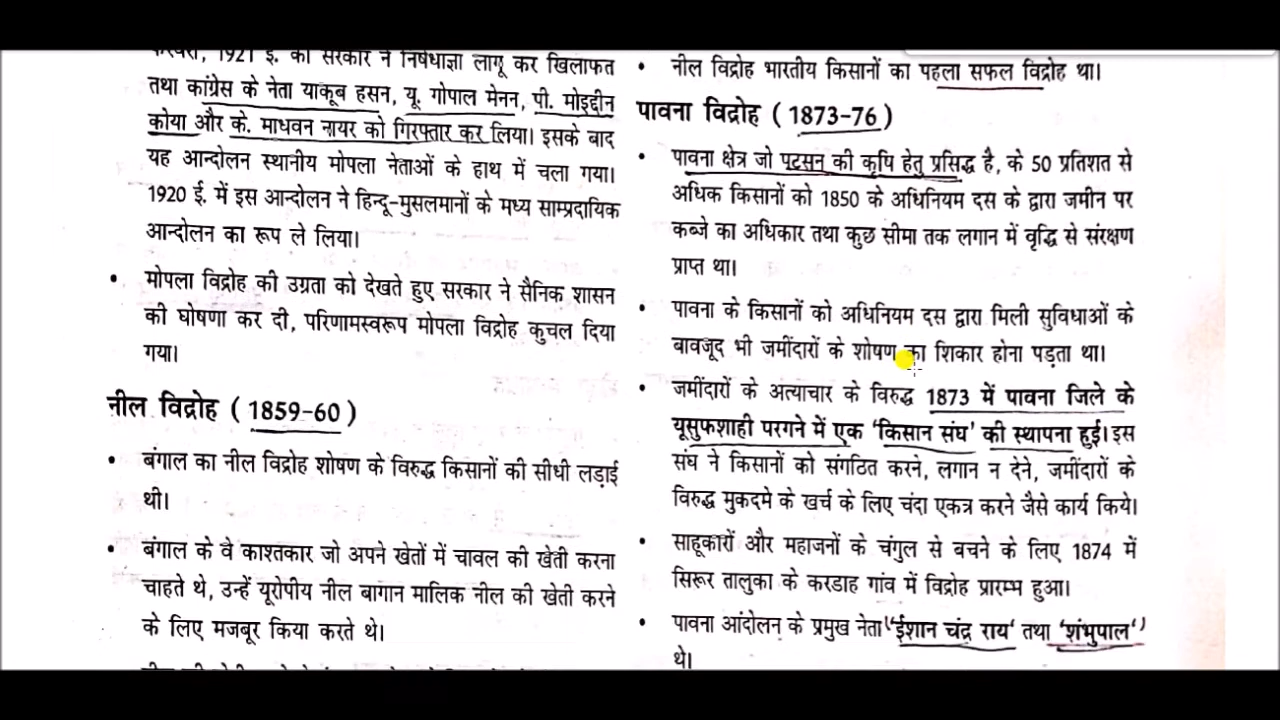 1921 ई. को सरकार ने निषेधाज्ञा लागू कर खिलाफत
तथा कांग्रेस के नेता याकूब हसन, यू. गोपाल मेनन, पी. मोइद्दीन
कोया और के. माधवन नायर को गिरफ्तार कर लिया। इसके बाद
यह आन्दोलन स्थानीय मोपला नेताओं के हाथ में चला गया।
1920 ई. में इस आन्दोलन ने हिन्दू-मुसलमानों के मध्य साम्प्रदायिक
आन्दोलन का रूप ले लिया।
• मोपला विद्रोह की उग्रता को देखते हुए सरकार ने सैनिक शासन
की घोषणा कर दी, परिणामस्वरूप मोपला विद्रोह कुचल दिया
गया।
नील विद्रोह ( 1859-60 )
• बंगाल का नील विद्रोह शोषण के विरुद्ध किसानों की सीधी लड़ाई
थी।
• बंगाल के वे काश्तकार जो अपने खेतों में चावल की खेती करना
चाहते थे, उन्हें यूरोपीय नील बागान मालिक नील की खेती करने
के लिए मजबूर किया करते थे।
• नील विद्रोह भारतीय किसानों का पहला सफल विद्रोह था।
पावना विद्रोह ( 1873-76 )
• पावना क्षेत्र जो पटसन की कृषि हेतु प्रसिद्ध है, के 50 प्रतिशत से
अधिक किसानों को 1850 के अधिनियम दस के द्वारा जमीन पर
कब्जे का अधिकार तथा कुछ सीमा तक लगान में वृद्धि से संरक्षण
प्राप्त था।
• पावना के किसानों को अधिनियम दस द्वारा मिली सुविधाओं के
बावजूद भी जमींदारों के शोषण का शिकार होना पड़ता था।
• जमींदारों के अत्याचार के विरुद्ध 1873 में पावना जिले के
यूसुफशाही परगने में एक 'किसान संघ' की स्थापना हुई। इस
संघ ने किसानों को संगठित करने, लगान न देने, जमींदारों के
विरुद्ध मुकदमे के खर्च के लिए चंदा एकत्र करने जैसे कार्य किये।
• साहूकारों और महाजनों के चंगुल से बचने के लिए 1874 में
सिरूर तालुका के करडाह गांव में विद्रोह प्रारम्भ हुआ।
• पावना आंदोलन के प्रमुख नेता ('ईशान चंद्र राय' तथा 'शंभुपाल')
थे।